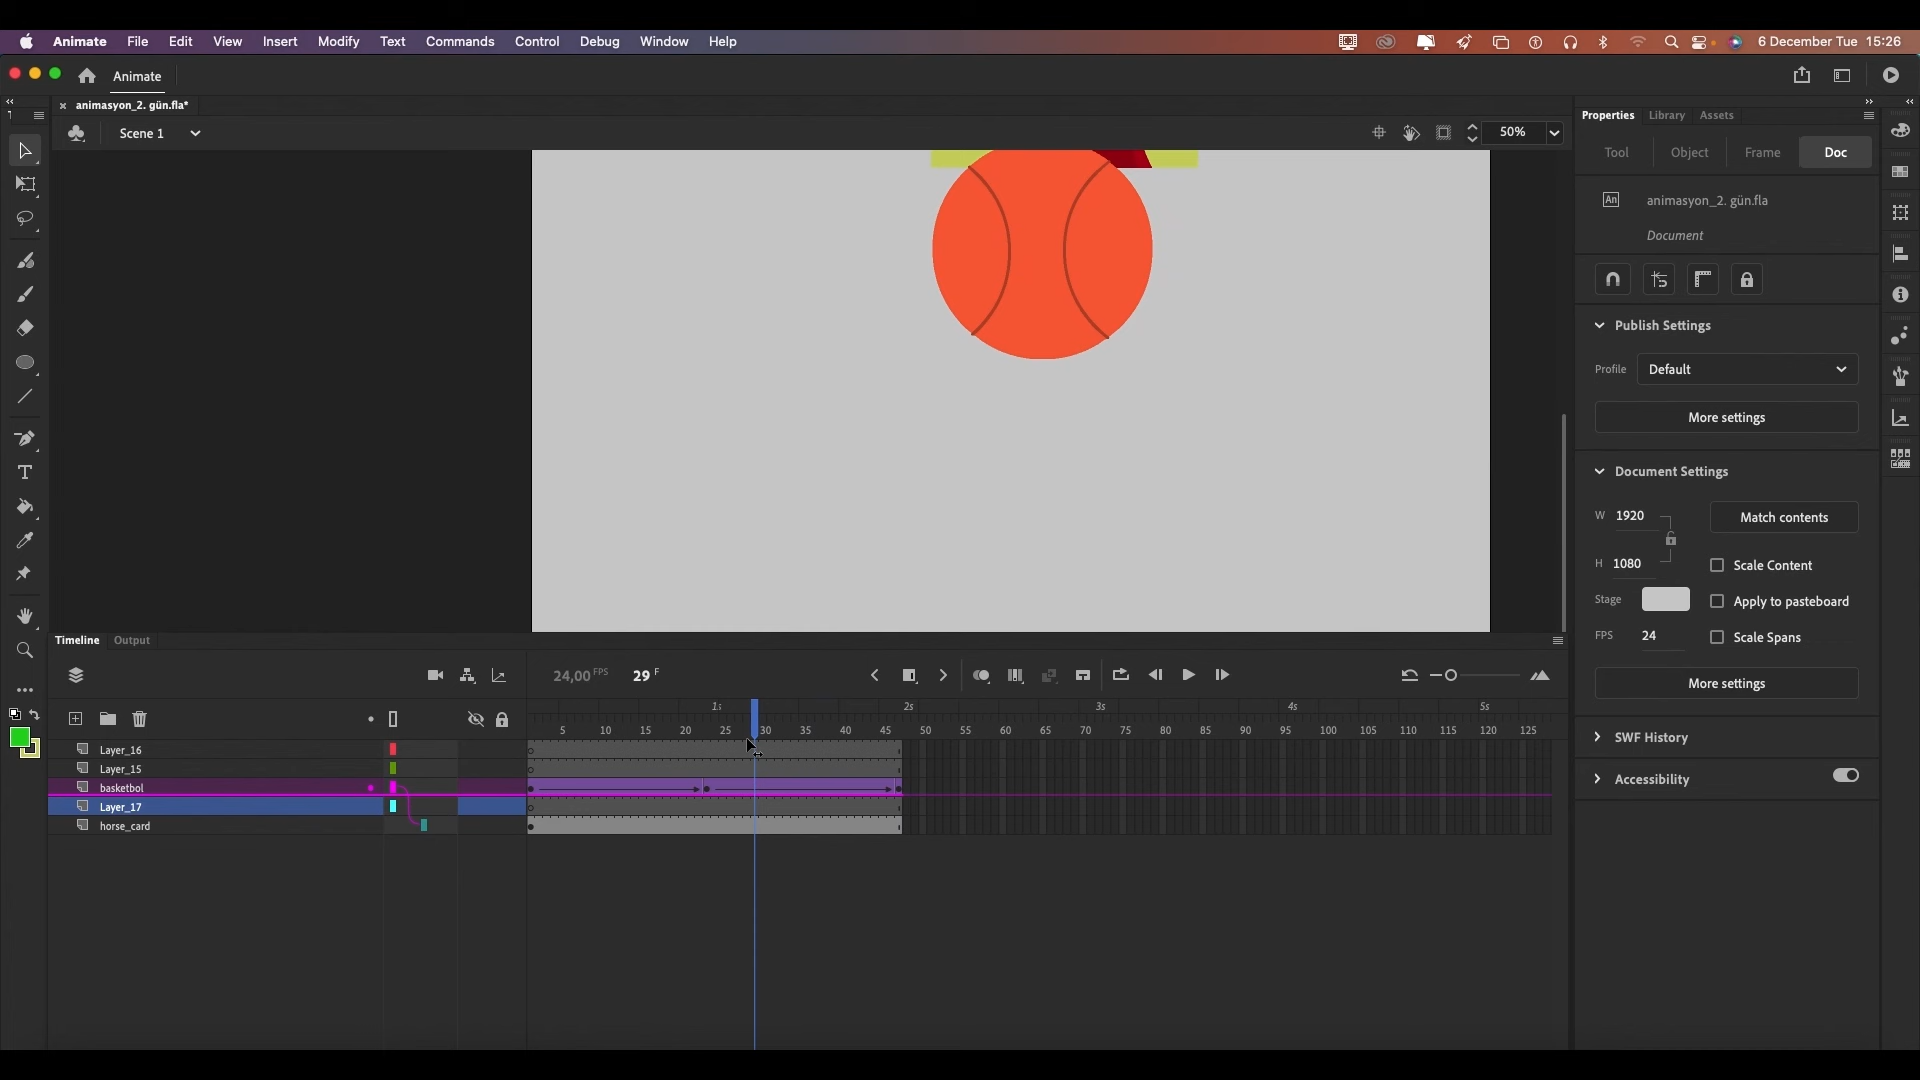 Animate File Edit View Insert Modify Text Commands Control Debug Window Help 6 December Tue 15:26
Animate
animasyon_2. gün.fla*
Scene 1 50%
Properties Library Assets
Tool Object Frame Doc
An animasyon_2. gün.fla
Document
Publish Settings
Profile Default
More settings
Document Settings
W 1920 Match contents
H 1080 Scale Content
Stage Apply to pasteboard
FPS 24 Scale Spans
More settings
SWF History
Accessibility
Timeline Output
24,00 FPS 29 F
1s 2s 3s 4s 5s
5 10 15 20 25 30 35 40 45 50 55 60 65 70 75 80 85 90 95 100 105 110 115 120 125
Layer_16
Layer_15
basketbol
Layer_17
horse_card